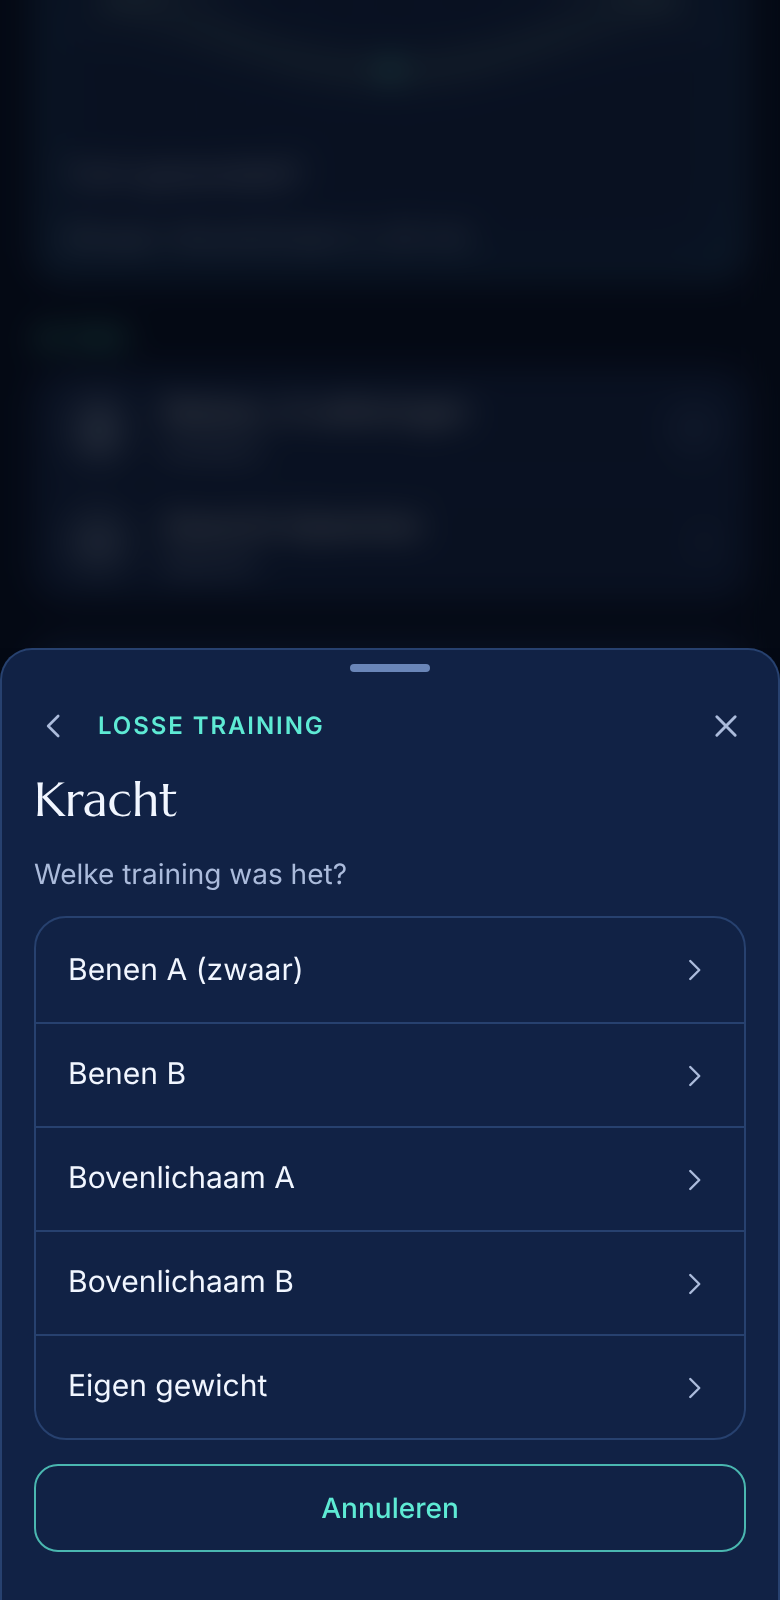 LOSSE TRAINING
Kracht
Welke training was het?
Benen A (zwaar)
Benen B
Bovenlichaam A
Bovenlichaam B
Eigen gewicht
Annuleren